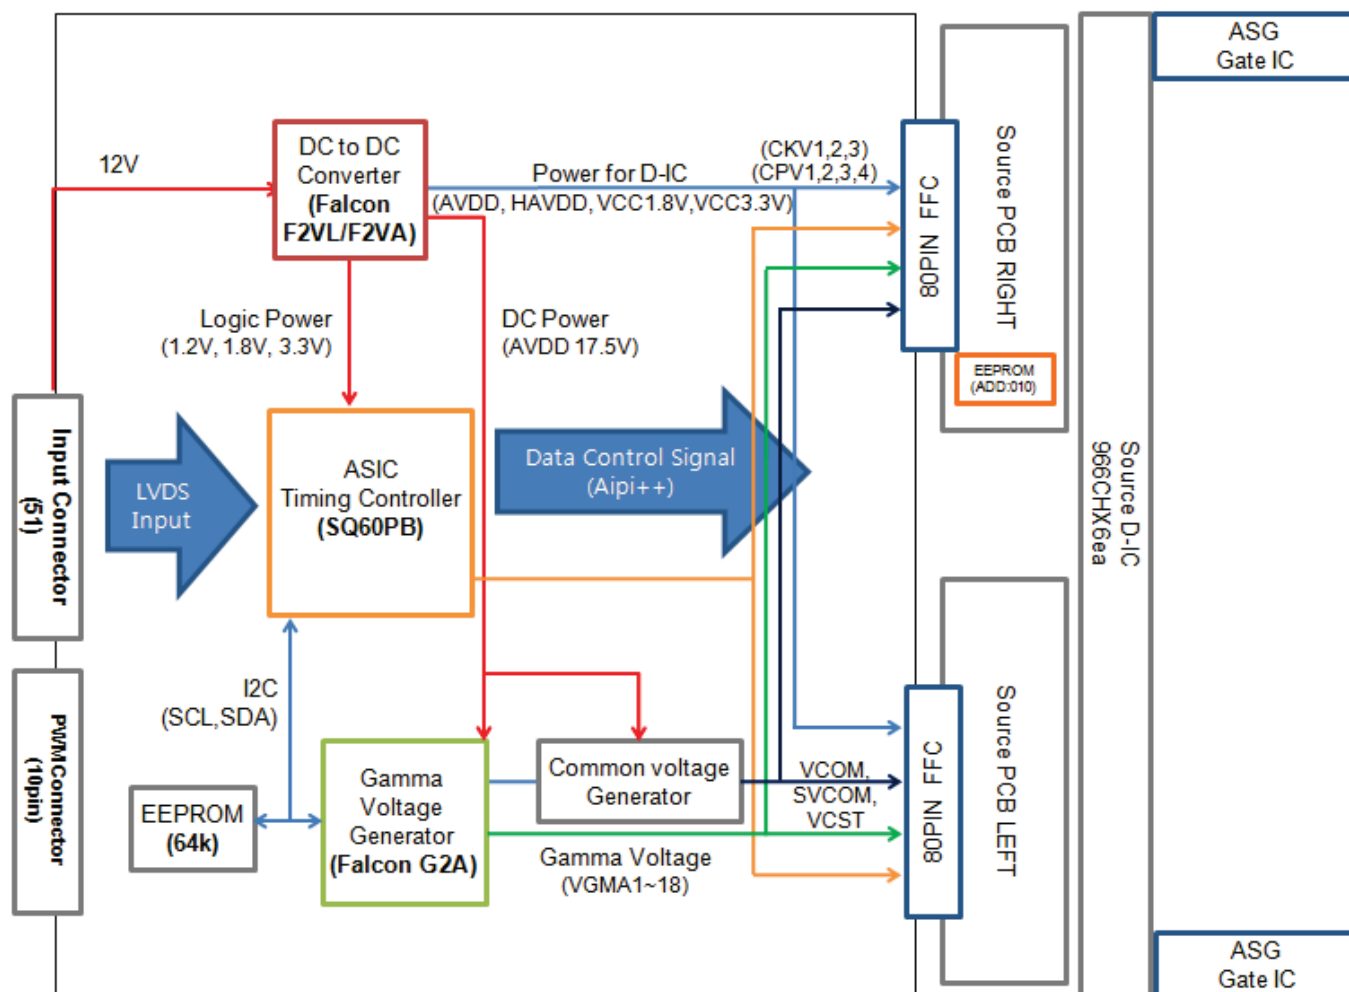 ASG
Gate IC
12V
DC to DC
Converter
(Falcon
F2VL/F2VA)
Power for D-IC
(AVDD, HAVDD, VCC1.8V,VCC3.3V)
(CKV1,2,3)
(CPV1,2,3,4)
80PIN FFC
Source PCB RIGHT
EEPROM
(ADD:010)
Logic Power
(1.2V, 1.8V, 3.3V)
DC Power
(AVDD 17.5V)
Input Connector
(51)
LVDS
Input
ASIC
Timing Controller
(SQ60PB)
Data Control Signal
(Aipi++)
Source D-IC
966CHX6ea
I2C
(SCL,SDA)
PWMConnector
(10pin)
EEPROM
(64k)
Gamma
Voltage
Generator
(Falcon G2A)
Common voltage
Generator
VCOM,
SVCOM,
VCST
Gamma Voltage
(VGMA1~18)
80PIN FFC
Source PCB LEFT
ASG
Gate IC